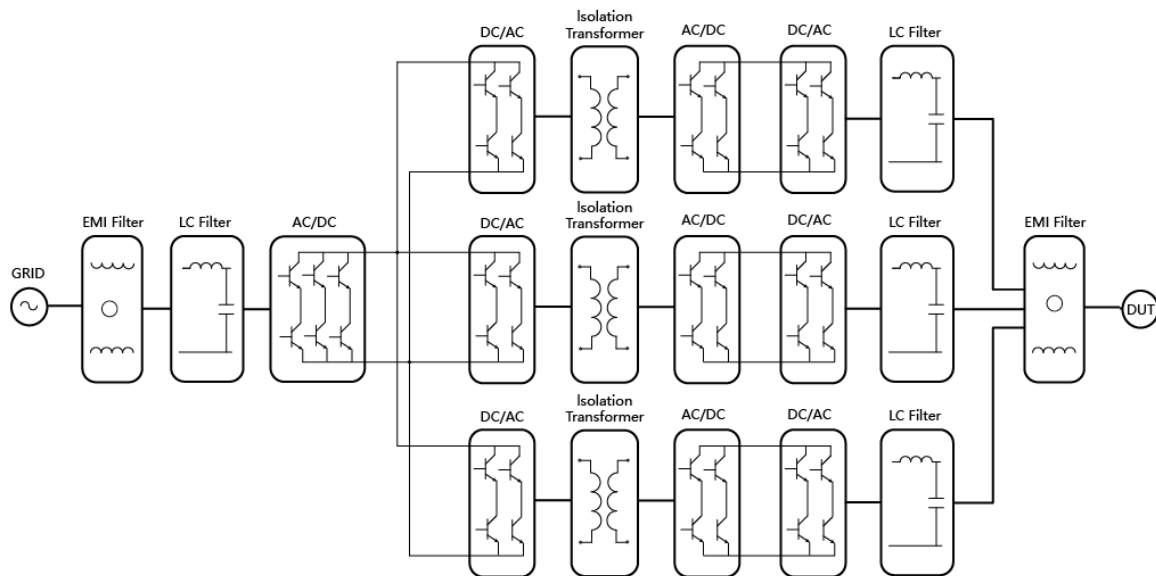 DC/AC
Isolation
Transformer
AC/DC
DC/AC
LC Filter
EMI Filter
LC Filter
AC/DC
DC/AC
Isolation
Transformer
AC/DC
DC/AC
LC Filter
EMI Filter
GRID
DUT
DC/AC
Isolation
Transformer
AC/DC
DC/AC
LC Filter